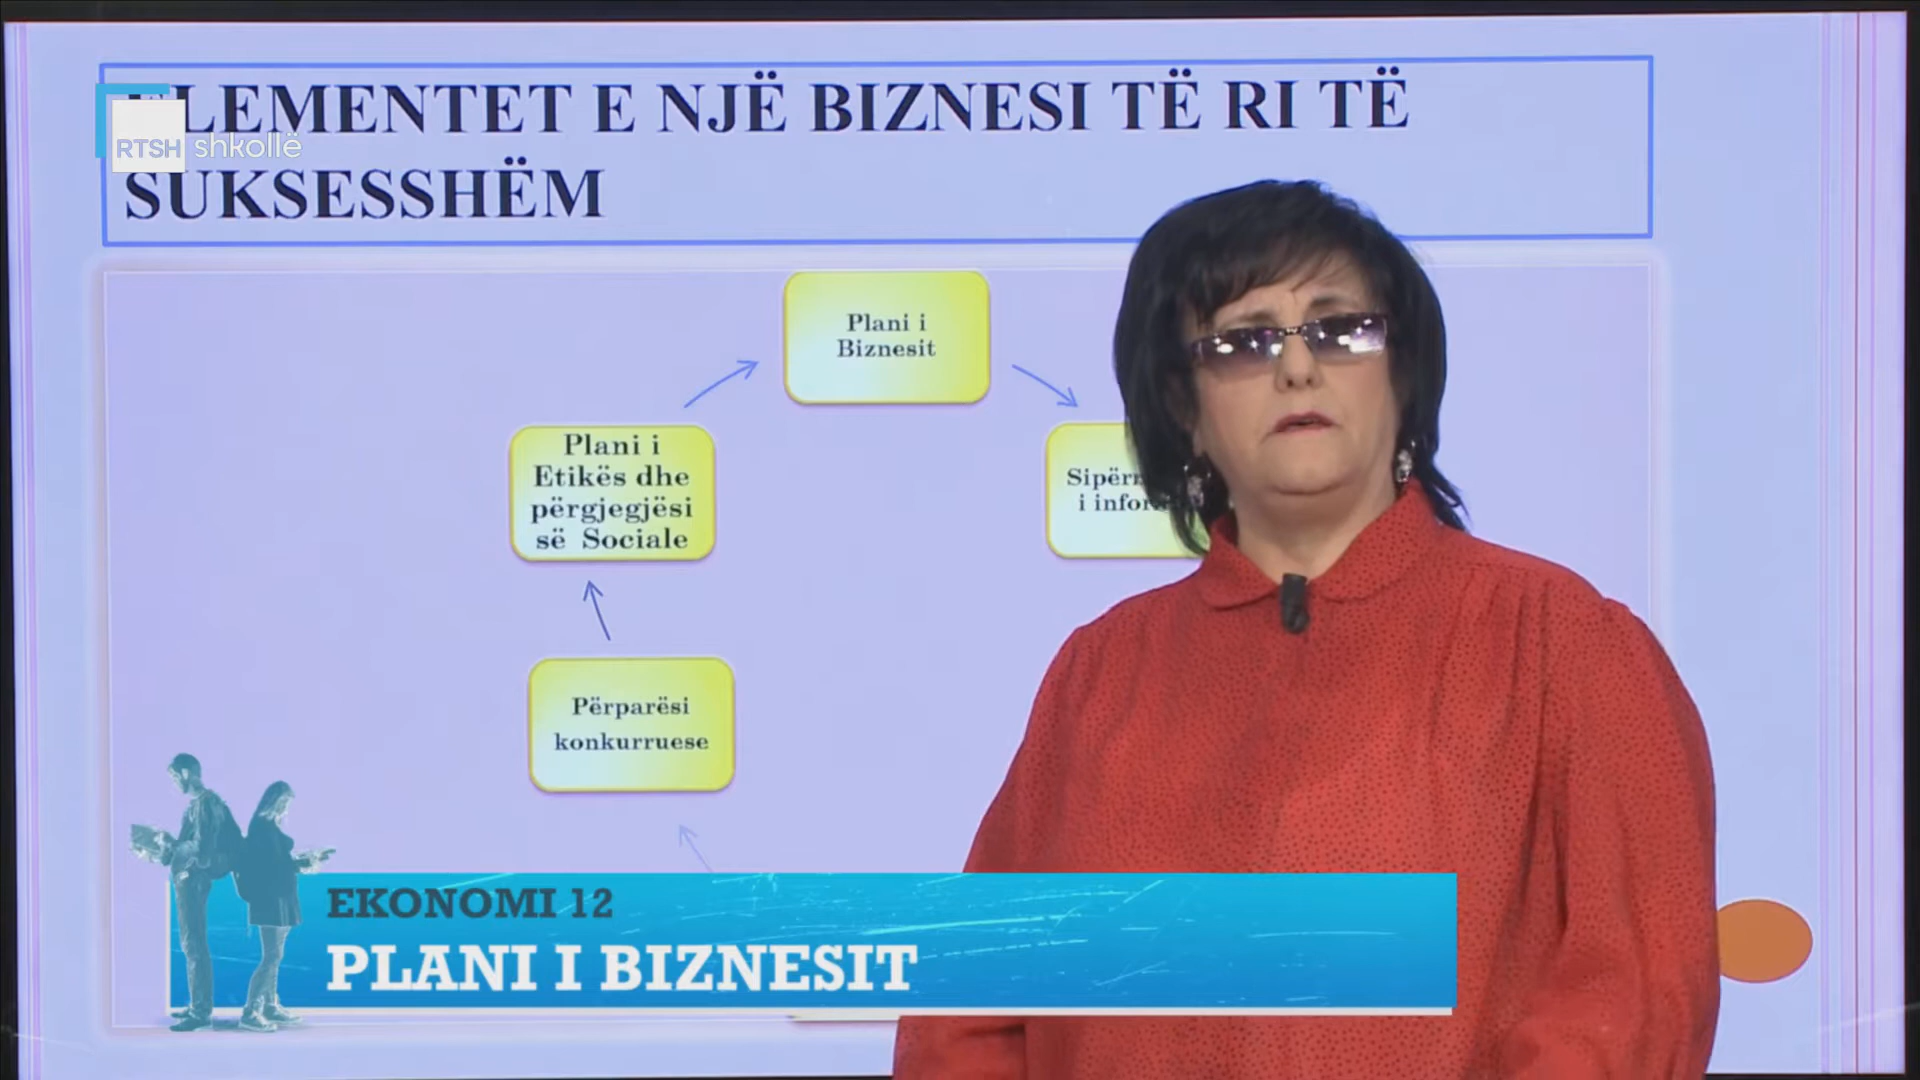 ELEMENTET E NJË BIZNESI TË RI TË
SUKSESSHËM
RTSH shkollë
Plani i
Biznesit
Plani i
Etikës dhe
përgjegjësi
së Sociale
i
Përparësi
konkurruese
EKONOMI 12
PLANI I BIZNESIT